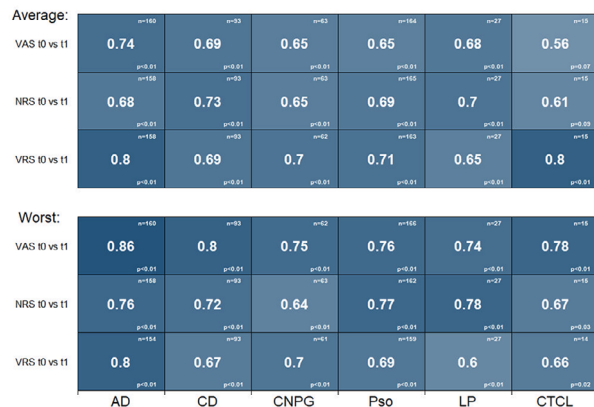 Average:
n=160 n=93 n=63 n=164 n=27 n=15
VAS t0 vs t1 0.74 0.69 0.65 0.65 0.68 0.56
p<0.01 p<0.01 p<0.01 p<0.01 p<0.01 p=0.07
n=158 n=93 n=63 n=165 n=27 n=15
NRS t0 vs t1 0.68 0.73 0.65 0.69 0.7 0.61
p<0.01 p<0.01 p<0.01 p<0.01 p<0.01 p=0.03
n=158 n=93 n=62 n=163 n=27 n=15
VRS t0 vs t1 0.8 0.69 0.7 0.71 0.65 0.8
p<0.01 p<0.01 p<0.01 p<0.01 p<0.01 p<0.01
Worst:
n=160 n=93 n=62 n=166 n=27 n=15
VAS t0 vs t1 0.86 0.8 0.75 0.76 0.74 0.78
p<0.01 p<0.01 p<0.01 p<0.01 p<0.01 p<0.01
n=158 n=93 n=63 n=162 n=27 n=15
NRS t0 vs t1 0.76 0.72 0.64 0.77 0.78 0.67
p<0.01 p<0.01 p<0.01 p<0.01 p<0.01 p=0.03
n=154 n=93 n=61 n=159 n=27 n=14
VRS t0 vs t1 0.8 0.67 0.7 0.69 0.6 0.66
p<0.01 p<0.01 p<0.01 p<0.01 p<0.01 p=0.02
AD CD CNPG Pso LP CTCL